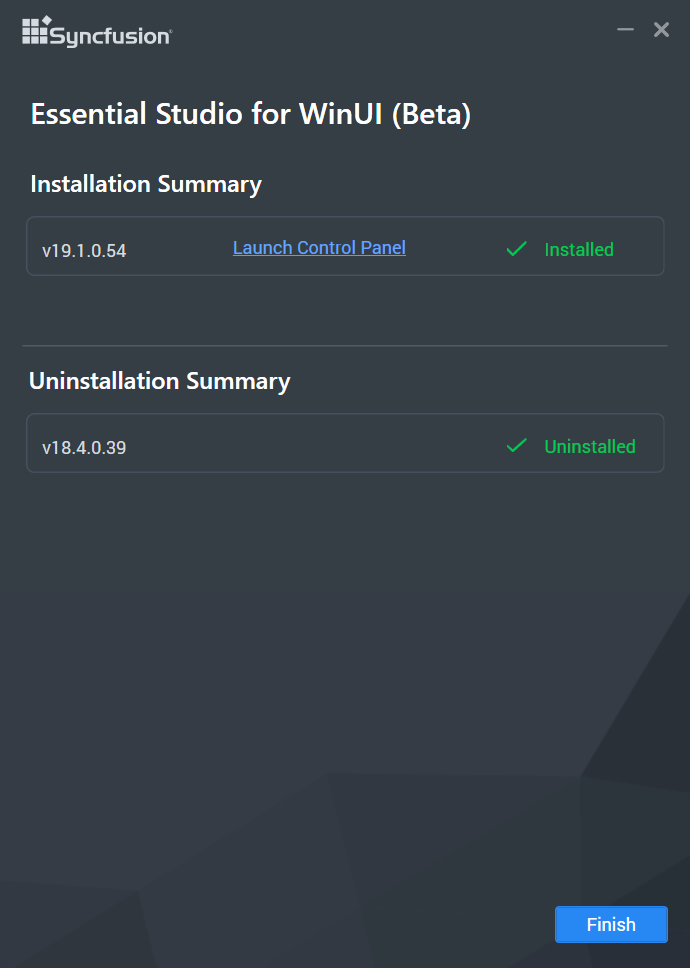 Syncfusion
Essential Studio for WinUI (Beta)
Installation Summary
v19.1.0.54 Launch Control Panel Installed
Uninstallation Summary
v18.4.0.39 Uninstalled
Finish